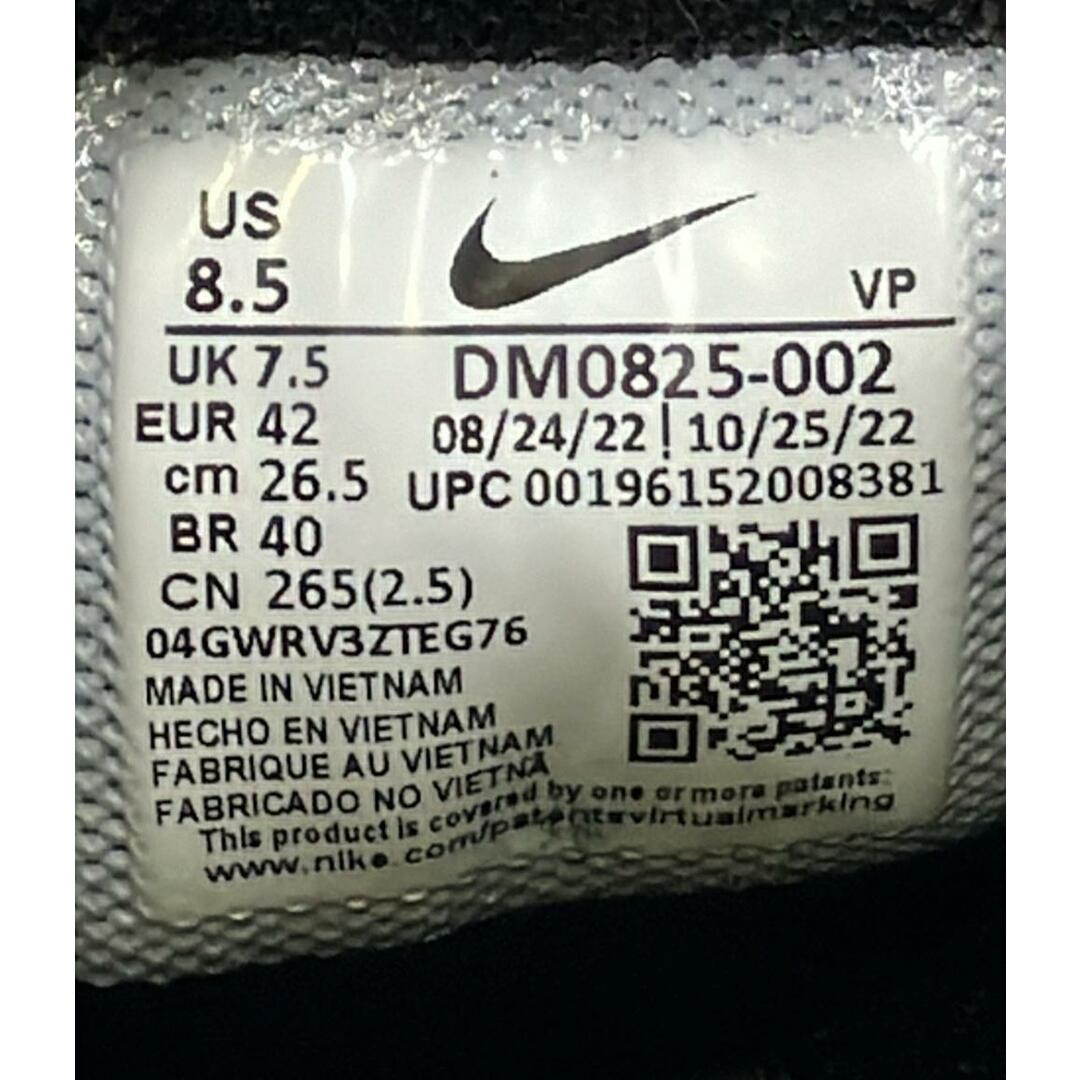 US
8.5
VP
UK 7.5
DM0825-002
EUR 42
08/24/22 | 10/25/22
cm 26.5
UPC 00196152008381
BR 40
CN 265(2.5)
04GWRV3ZTEG76
MADE IN VIETNAM
HECHO EN VIETNAM
FABRIQUE AU VIETNAM
FABRICADO NO VIETNÃ
This product is covered by one or more patents:
www.nike.com/patentsvirtualmarking